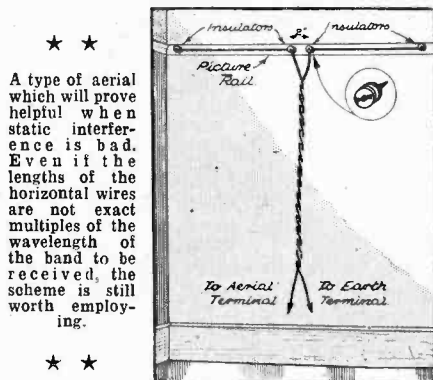 ★ ★
A type of aerial
which will prove
helpful when
static interfer-
ence is bad.
Even if the
lengths of the
horizontal wires
are not exact
multiples of the
wavelength of
the band to be
received, the
scheme is still
worth employ-
ing.
★ ★
Insulators
2"
Insulators
Picture
Rail
To Aerial
Terminal
To Earth
Terminal